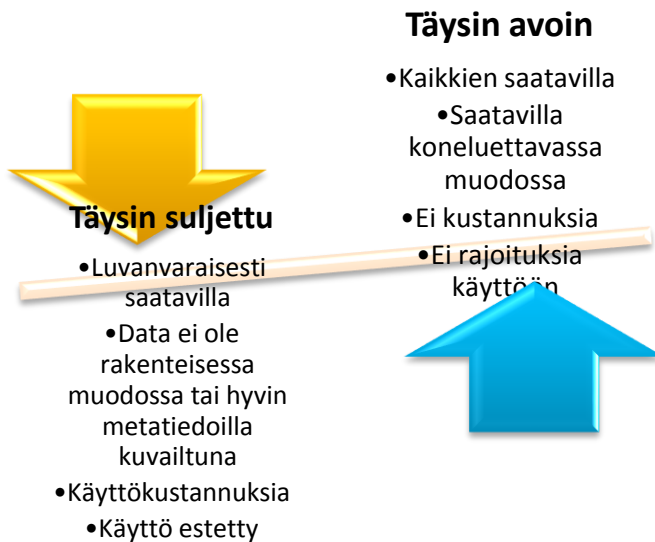 Täysin avoin
•Kaikkien saatavilla
•Saatavilla
koneluettavassa
muodossa
•Ei kustannuksia
•Ei rajoituksia
käyttöön
Täysin suljettu
•Luvanvaraisesti
saatavilla
•Data ei ole
rakenteisessa
muodossa tai hyvin
metatiedoilla
kuvailtuna
•Käyttökustannuksia
•Käyttö estetty